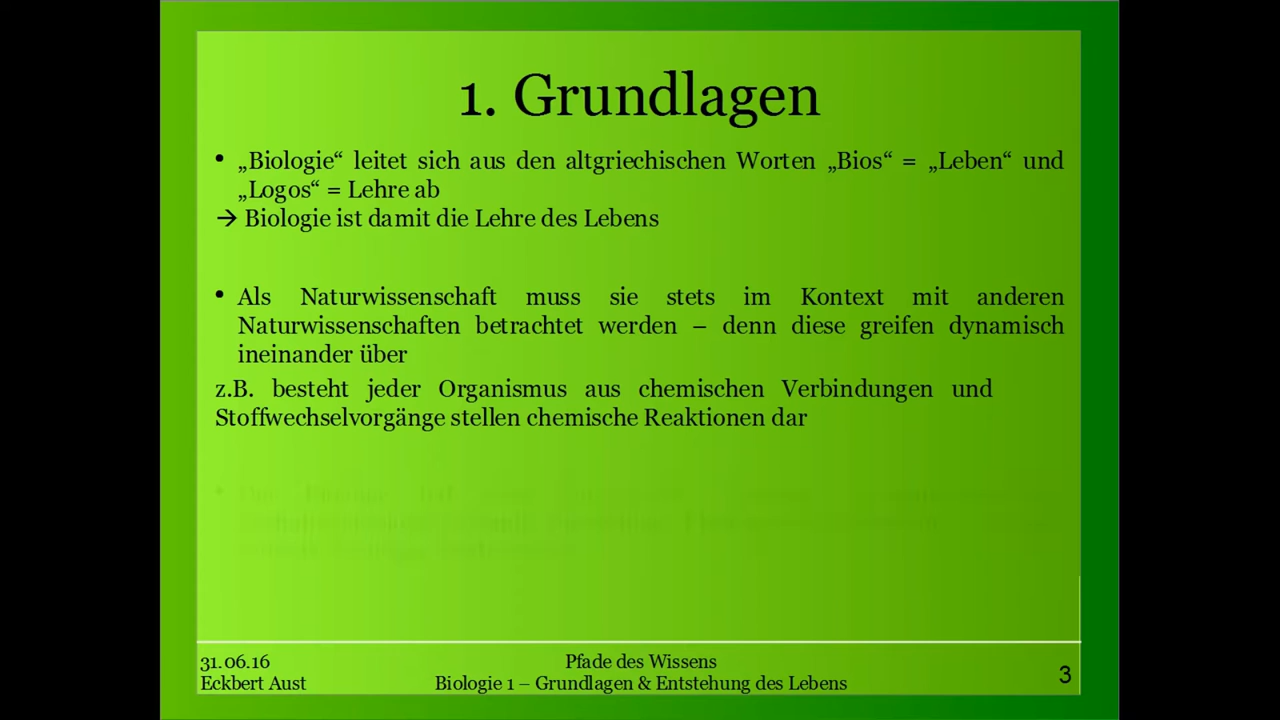 1. Grundlagen
• „Biologie“ leitet sich aus den altgriechischen Worten „Bios“ = „Leben“ und
„Logos“ = Lehre ab
→ Biologie ist damit die Lehre des Lebens
• Als Naturwissenschaft muss sie stets im Kontext mit anderen
Naturwissenschaften betrachtet werden – denn diese greifen dynamisch
ineinander über
z.B. besteht jeder Organismus aus chemischen Verbindungen und
Stoffwechselvorgänge stellen chemische Reaktionen dar
31.06.16
Eckbert Aust
Pfade des Wissens
Biologie 1 – Grundlagen & Entstehung des Lebens
3